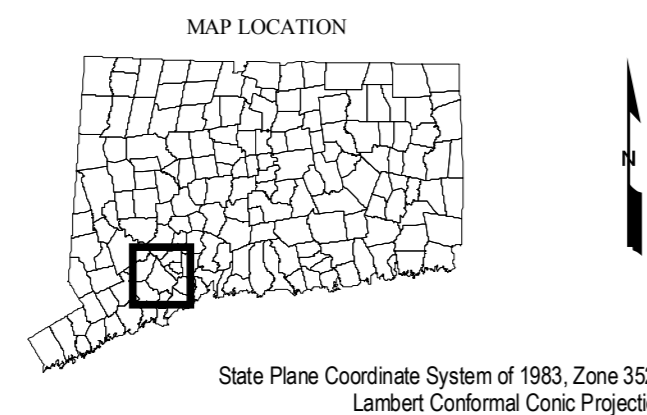 MAP LOCATION
N
State Plane Coordinate System of 1983, Zone
Lambert Conformal Conic